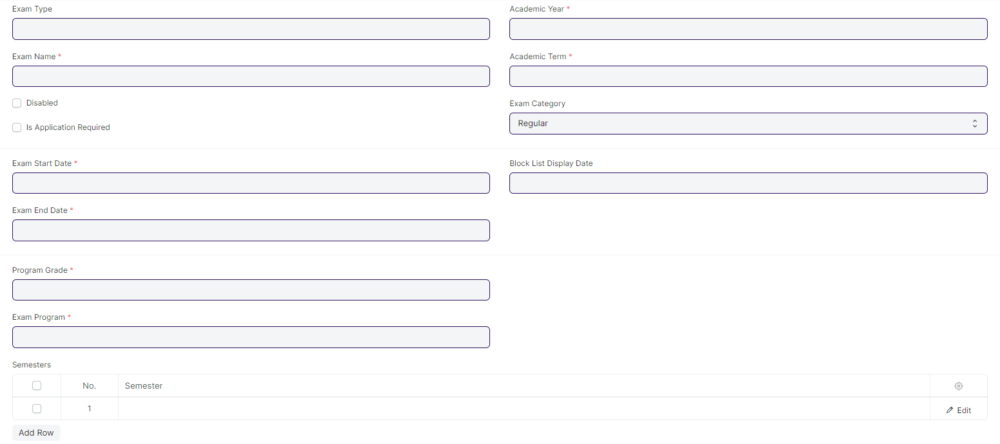 Exam Type
Academic Year *
Exam Name *
Academic Term *
Disabled
Exam Category
Is Application Required
Regular
Exam Start Date *
Block List Display Date
Exam End Date *
Program Grade *
Exam Program *
Semesters
No. Semester
1 Edit
Add Row